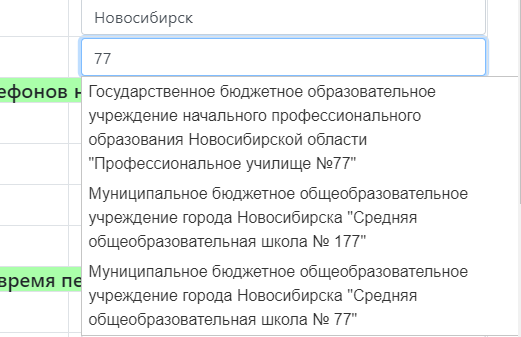 Новосибирск
77
ефонов н
Государственное бюджетное образовательное
учреждение начального профессионального
образования Новосибирской области
"Профессиональное училище №77"
Муниципальное бюджетное общеобразовательное
учреждение города Новосибирска "Средняя
общеобразовательная школа № 177"
время пе
Муниципальное бюджетное общеобразовательное
учреждение города Новосибирска "Средняя
общеобразовательная школа № 77"